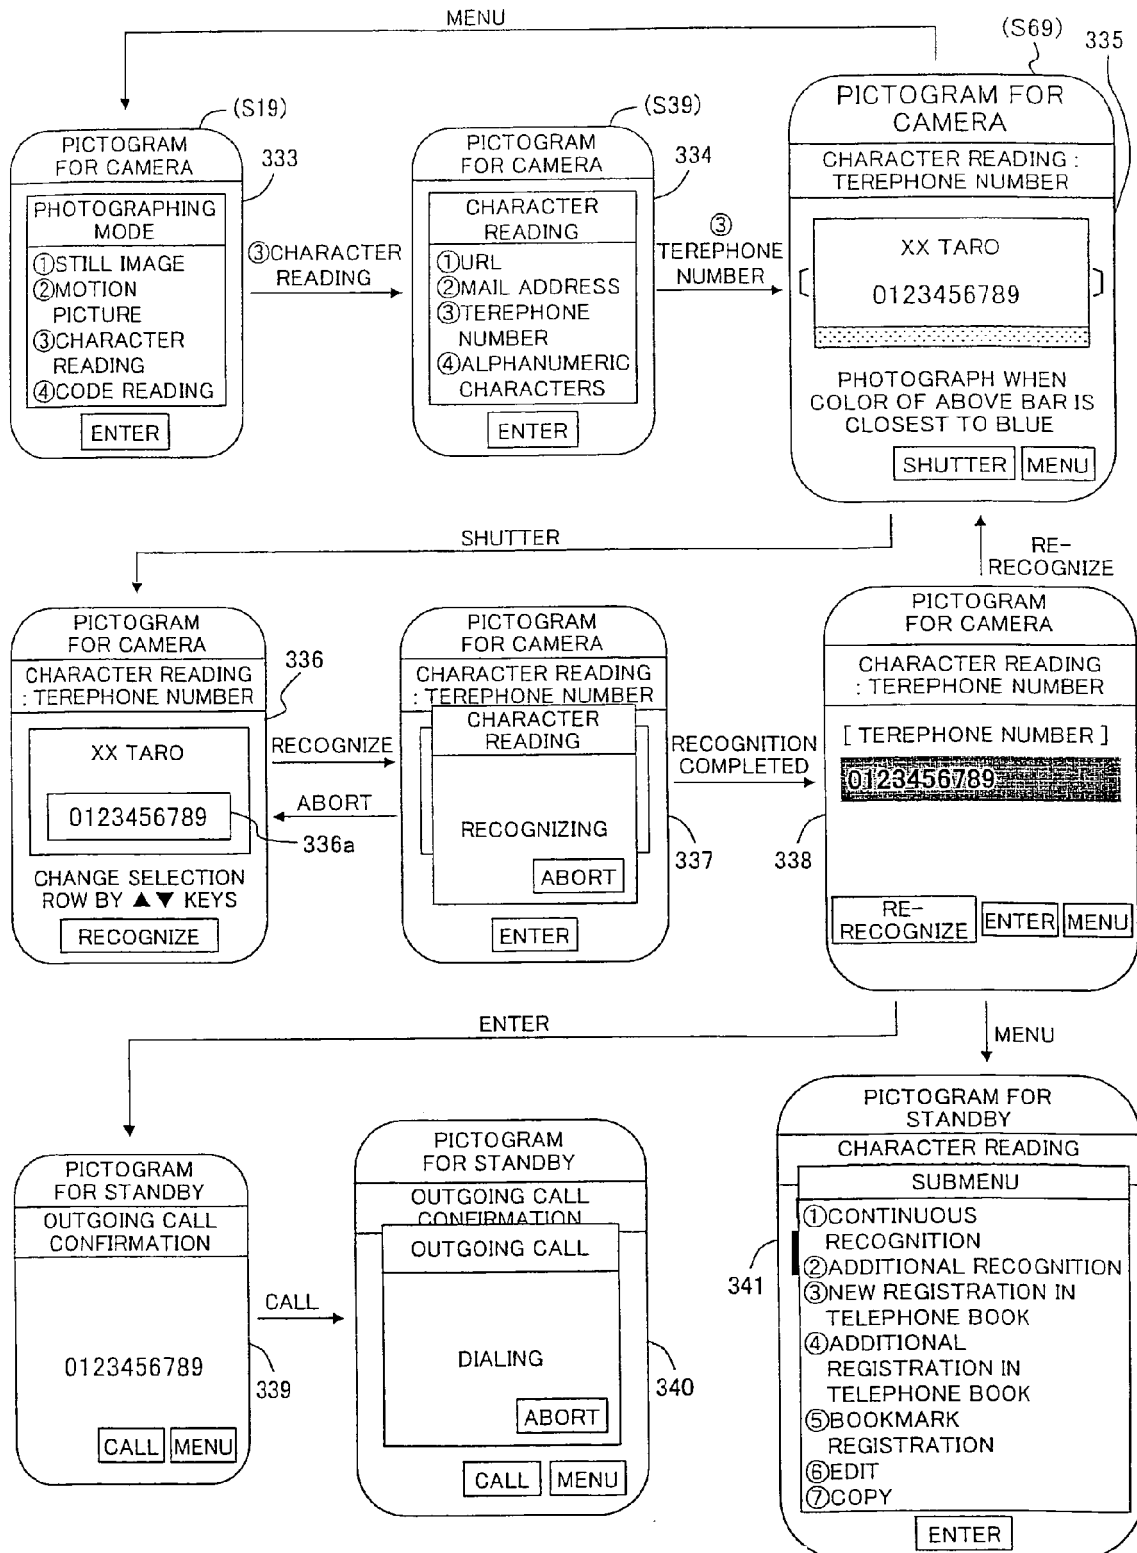 MENU
(S19)
PICTOGRAM
FOR CAMERA
333
PHOTOGRAPHING
MODE
①STILL IMAGE
②MOTION
PICTURE
③CHARACTER
READING
④CODE READING
ENTER
③CHARACTER
READING
(S39)
PICTOGRAM
FOR CAMERA
334
CHARACTER
READING
①URL
②MAIL ADDRESS
③TEREPHONE
NUMBER
④ALPHANUMERIC
CHARACTERS
ENTER
③
TEREPHONE
NUMBER
(S69)
335
PICTOGRAM FOR
CAMERA
CHARACTER READING :
TEREPHONE NUMBER
XX TARO
0123456789
PHOTOGRAPH WHEN
COLOR OF ABOVE BAR IS
CLOSEST TO BLUE
SHUTTER
MENU
SHUTTER
RE-
RECOGNIZE
PICTOGRAM
FOR CAMERA
CHARACTER READING
: TEREPHONE NUMBER
336
XX TARO
0123456789
336a
CHANGE SELECTION
ROW BY ▲▼ KEYS
RECOGNIZE
RECOGNIZE
ABORT
PICTOGRAM
FOR CAMERA
CHARACTER READING
: TEREPHONE NUMBER
CHARACTER
READING
RECOGNIZING
ABORT
ENTER
337
RECOGNITION
COMPLETED
PICTOGRAM
FOR CAMERA
CHARACTER READING
: TEREPHONE NUMBER
[ TEREPHONE NUMBER ]
0123456789
338
RE-
RECOGNIZE
ENTER
MENU
ENTER
MENU
PICTOGRAM
FOR STANDBY
OUTGOING CALL
CONFIRMATION
0123456789
339
CALL
MENU
CALL
PICTOGRAM
FOR STANDBY
OUTGOING CALL
CONFIRMATION
OUTGOING CALL
DIALING
ABORT
340
CALL
MENU
PICTOGRAM FOR
STANDBY
CHARACTER READING
SUBMENU
341
①CONTINUOUS
RECOGNITION
②ADDITIONAL RECOGNITION
③NEW REGISTRATION IN
TELEPHONE BOOK
④ADDITIONAL
REGISTRATION IN
TELEPHONE BOOK
⑤BOOKMARK
REGISTRATION
⑥EDIT
⑦COPY
ENTER